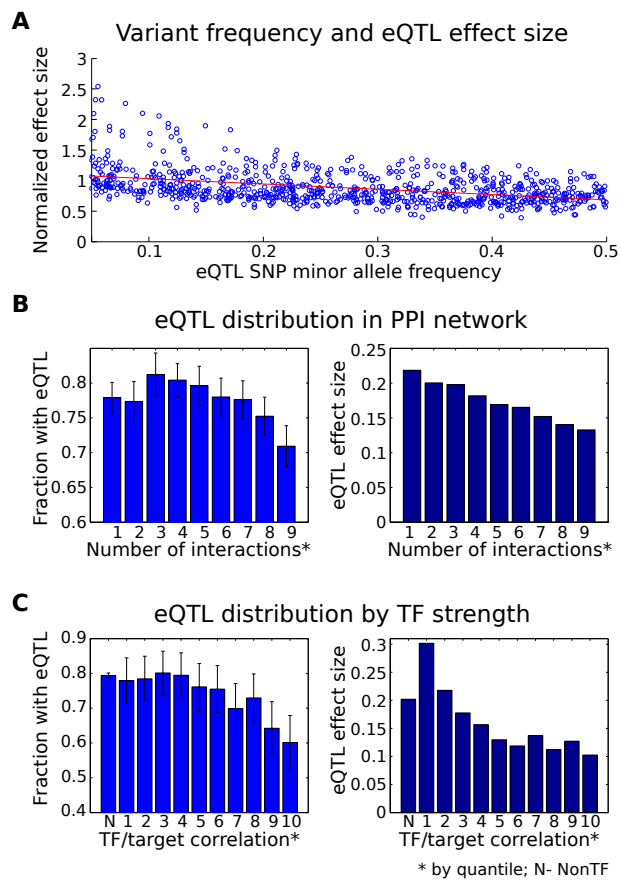 A
Variant frequency and eQTL effect size
Normalized effect size
3
2.5
2
1.5
1
0.5
0
0.1 0.2 0.3 0.4 0.5
eQTL SNP minor allele frequency
B
eQTL distribution in PPI network
Fraction with eQTL
0.8
0.75
0.7
0.65
0.6
1 2 3 4 5 6 7 8 9
Number of interactions*
eQTL effect size
0.25
0.2
0.15
0.1
0.05
0
1 2 3 4 5 6 7 8 9
Number of interactions*
C
eQTL distribution by TF strength
Fraction with eQTL
0.9
0.8
0.7
0.6
0.5
0.4
N 1 2 3 4 5 6 7 8 9 10
TF/target correlation*
eQTL effect size
0.3
0.25
0.2
0.15
0.1
0.05
0
N 1 2 3 4 5 6 7 8 9 10
TF/target correlation*
* by quantile; N- NonTF